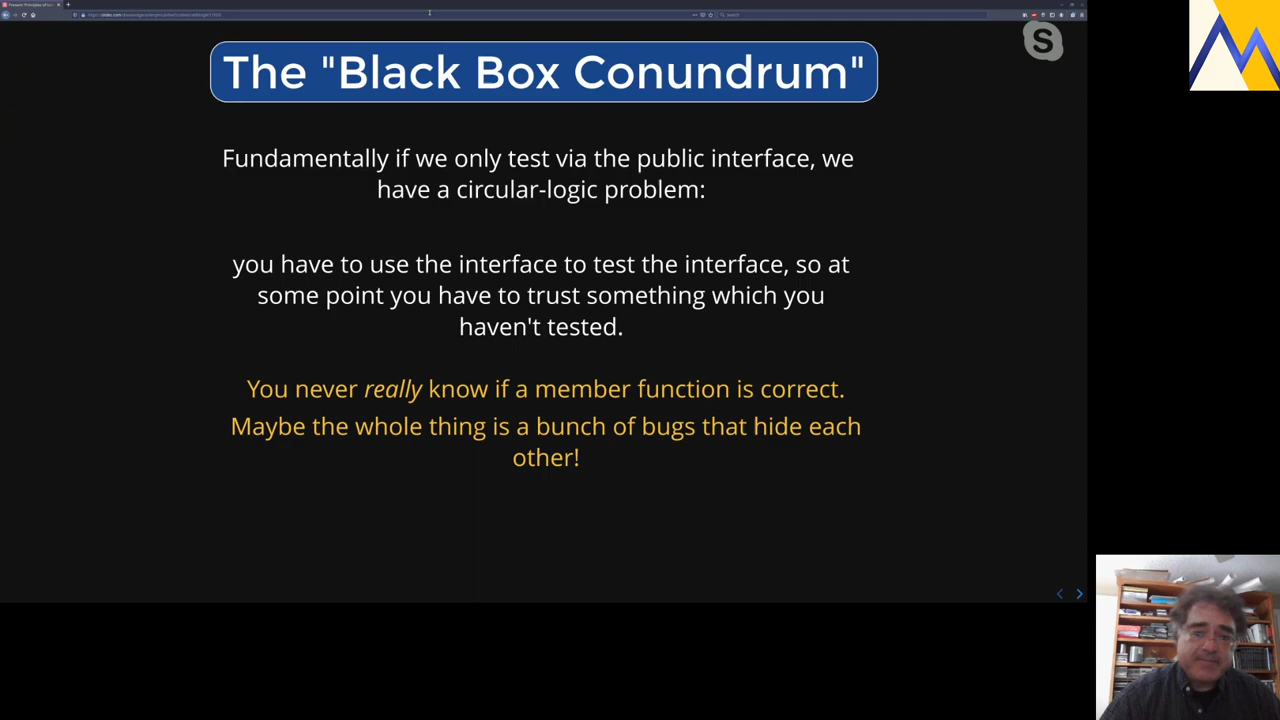 The "Black Box Conundrum"
S
Fundamentally if we only test via the public interface, we
have a circular-logic problem:
you have to use the interface to test the interface, so at
some point you have to trust something which you
haven't tested.
You never really know if a member function is correct.
Maybe the whole thing is a bunch of bugs that hide each
other!